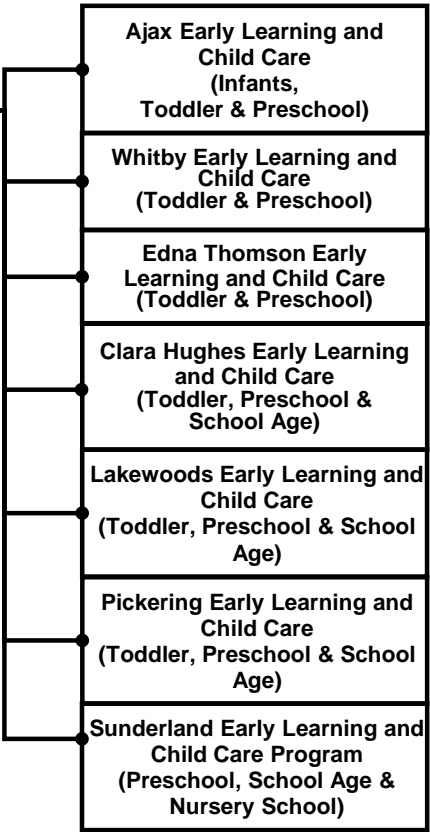 Ajax Early Learning and
Child Care
(Infants,
Toddler & Preschool)
Whitby Early Learning and
Child Care
(Toddler & Preschool)
Edna Thomson Early
Learning and Child Care
(Toddler & Preschool)
Clara Hughes Early Learning
and Child Care
(Toddler, Preschool &
School Age)
Lakewoods Early Learning and
Child Care
(Toddler, Preschool & School
Age)
Pickering Early Learning and
Child Care
(Toddler, Preschool & School
Age)
Sunderland Early Learning and
Child Care Program
(Preschool, School Age &
Nursery School)